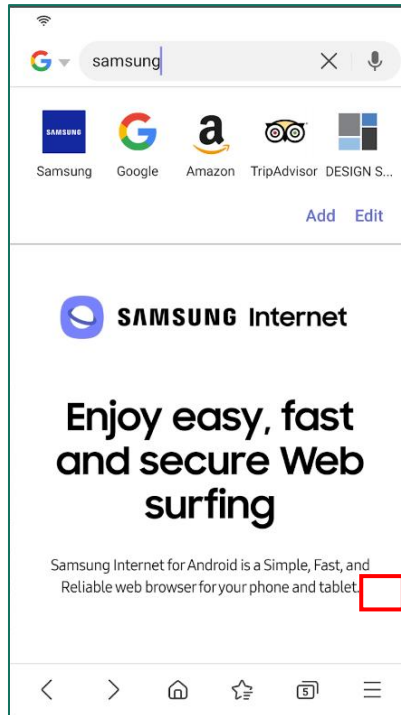 samsung
SAMSUNG
a
Samsung Google Amazon TripAdvisor DESIGN S...
Add Edit
SAMSUNG Internet
Enjoy easy, fast
and secure Web
surfing
Samsung Internet for Android is a Simple, Fast, and
Reliable web browser for your phone and tablet.
5